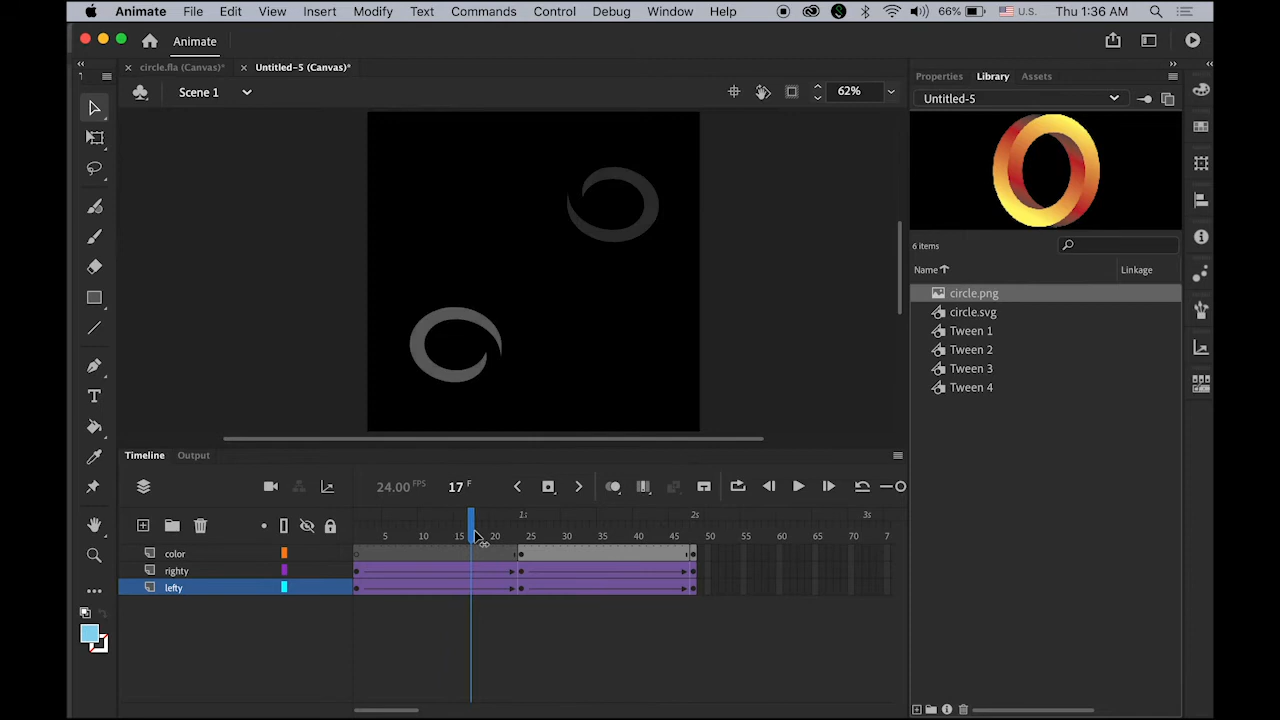 Animate File Edit View Insert Modify Text Commands Control Debug Window Help 66% U.S. Thu 1:36 AM
Animate
circle.fla (Canvas)* Untitled-5 (Canvas)*
Properties Library Assets
Scene 1 62%
Untitled-5
6 items
Name Linkage
circle.png
circle.svg
Tween 1
Tween 2
Tween 3
Tween 4
Timeline Output
24.00 FPS 17 F
1s 2s 3s
5 10 15 20 25 30 35 40 45 50 55 60 65 70 7
color
righty
lefty
T